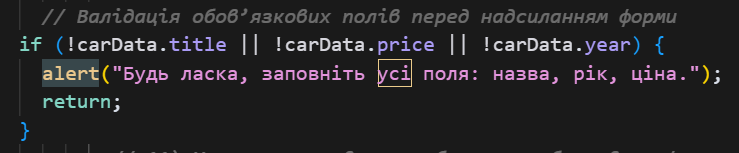 // Валідація обов’язкових полів перед надсиланням форми
if (!carData.title || !carData.price || !carData.year) {
alert("Будь ласка, заповніть усі поля: назва, рік, ціна.");
return;
}